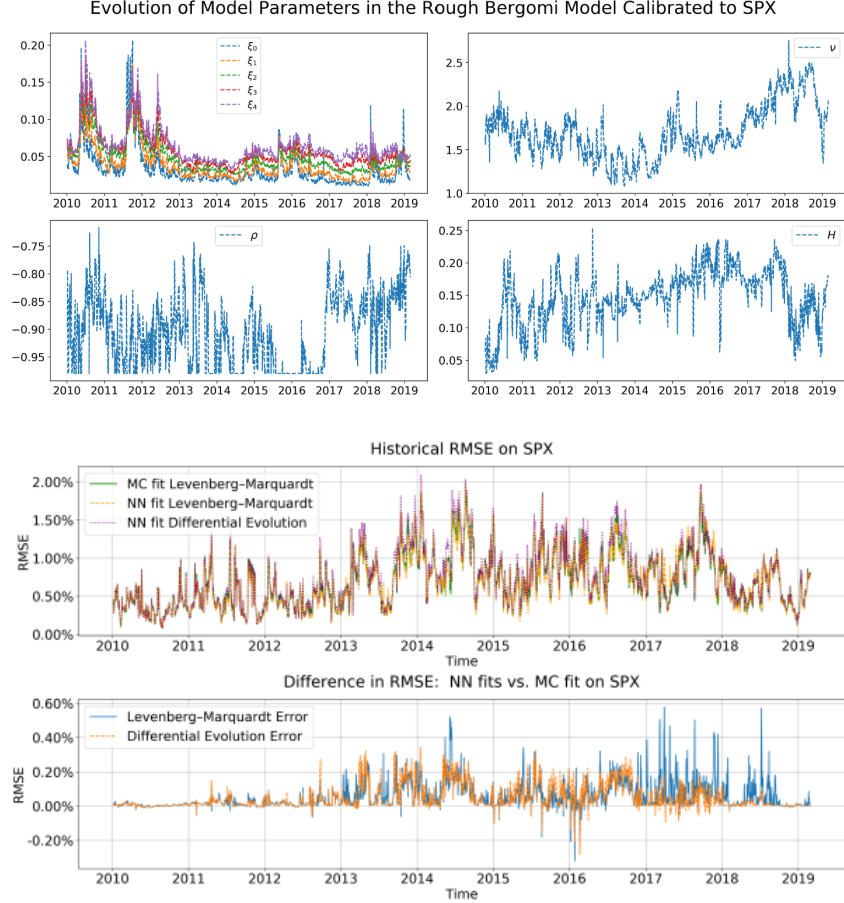 Evolution of Model Parameters in the Rough Bergomi Model Calibrated to SPX
0.20
0.15
0.10
0.05
ξ₀
ξ₁
ξ₂
ξ₃
ξ₄
2010 2011 2012 2013 2014 2015 2016 2017 2018 2019
2.5
2.0
1.5
1.0
ν
2010 2011 2012 2013 2014 2015 2016 2017 2018 2019
−0.75
−0.80
−0.85
−0.90
−0.95
ρ
2010 2011 2012 2013 2014 2015 2016 2017 2018 2019
0.25
0.20
0.15
0.10
0.05
H
2010 2011 2012 2013 2014 2015 2016 2017 2018 2019
Historical RMSE on SPX
2.00%
1.50%
1.00%
0.50%
0.00%
RMSE
MC fit Levenberg–Marquardt
NN fit Levenberg–Marquardt
NN fit Differential Evolution
2010 2011 2012 2013 2014 2015 2016 2017 2018 2019
Time
Difference in RMSE: NN fits vs. MC fit on SPX
0.60%
0.40%
0.20%
0.00%
-0.20%
RMSE
Levenberg–Marquardt Error
Differential Evolution Error
2010 2011 2012 2013 2014 2015 2016 2017 2018 2019
Time